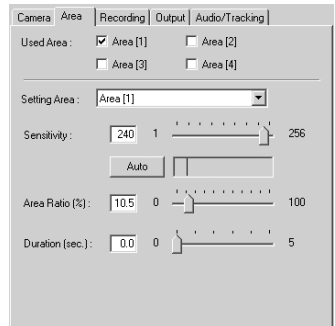 Camera Area Recording Output Audio/Tracking
Used Area : Area [1] Area [2]
Area [3] Area [4]
Setting Area : Area [1]
Sensitivity : 240 1 256
Auto
Area Ratio (%) : 10.5 0 100
Duration (sec.) : 0.0 0 5